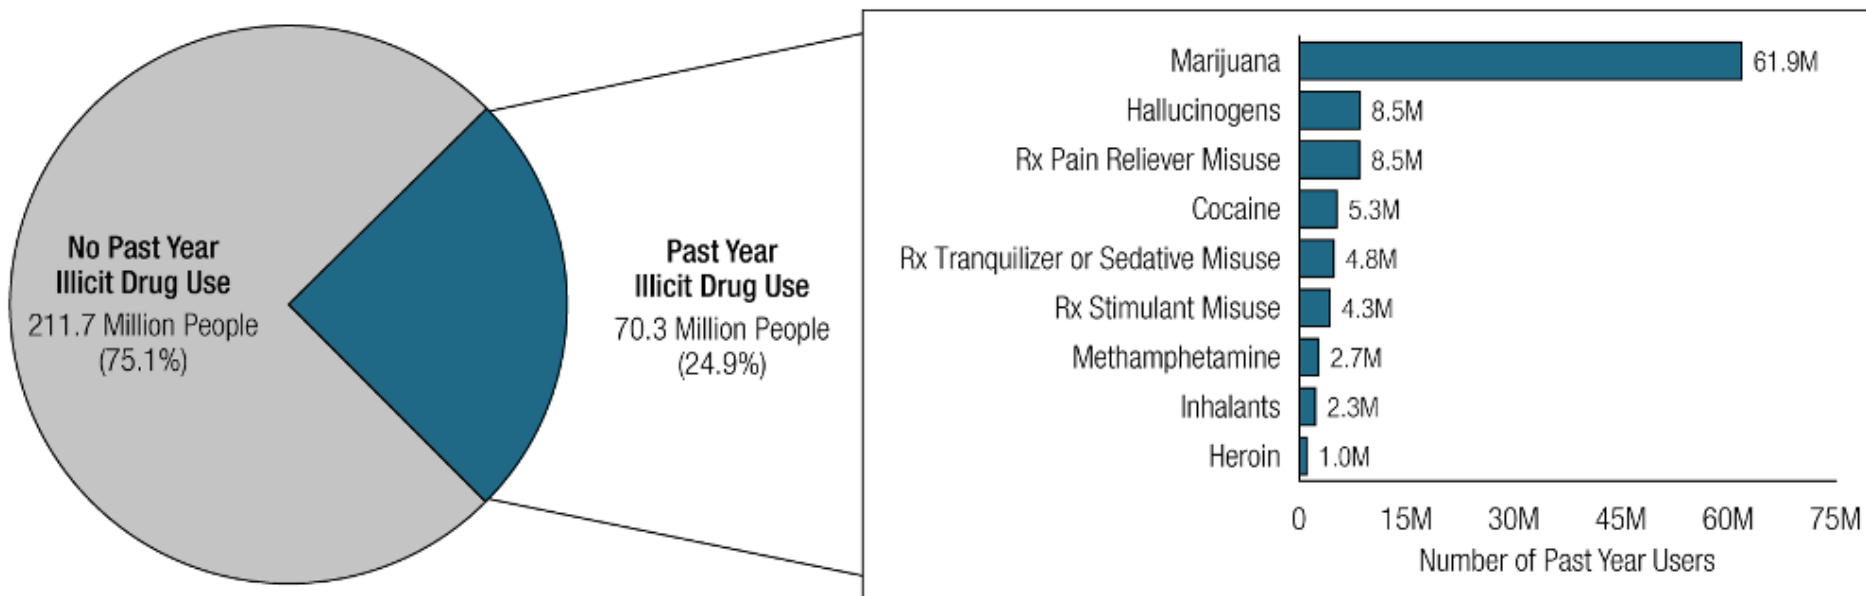 No Past Year
Illicit Drug Use
211.7 Million People
(75.1%)
Past Year
Illicit Drug Use
70.3 Million People
(24.9%)
Marijuana 61.9M
Hallucinogens 8.5M
Rx Pain Reliever Misuse 8.5M
Cocaine 5.3M
Rx Tranquilizer or Sedative Misuse 4.8M
Rx Stimulant Misuse 4.3M
Methamphetamine 2.7M
Inhalants 2.3M
Heroin 1.0M
0 15M 30M 45M 60M 75M
Number of Past Year Users